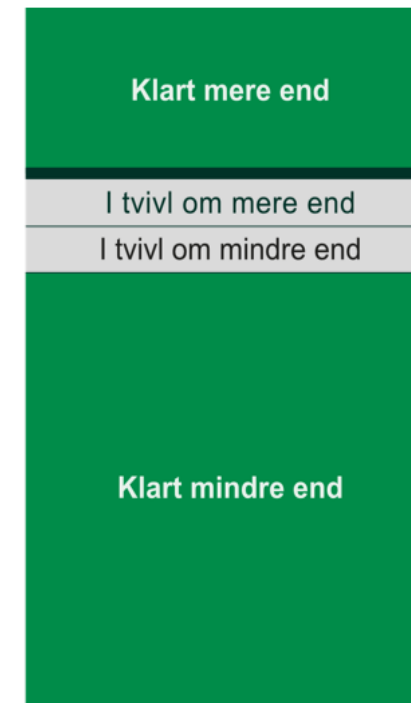 Klart mere end
I tvivl om mere end
I tvivl om mindre end
Klart mindre end